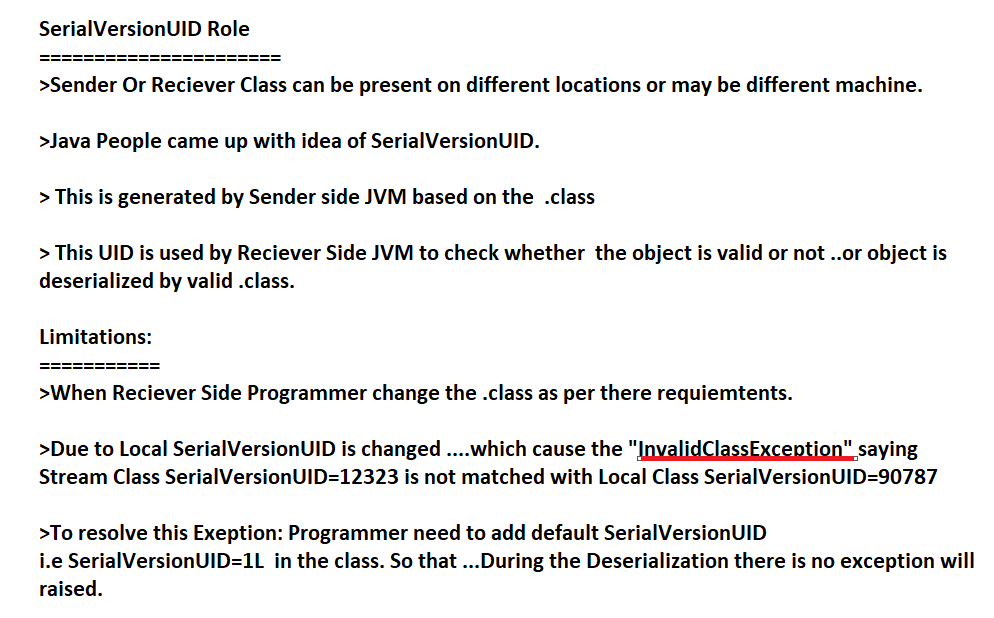 SerialVersionUID Role
======================
>Sender Or Reciever Class can be present on different locations or may be different machine.
>Java People came up with idea of SerialVersionUID.
> This is generated by Sender side JVM based on the  .class
> This UID is used by Reciever Side JVM to check whether  the object is valid or not ..or object is
deserialized by valid .class.
Limitations:
===========
>When Reciever Side Programmer change the .class as per there requiemtents.
>Due to Local SerialVersionUID is changed ....which cause the "InvalidClassException" saying
Stream Class SerialVersionUID=12323 is not matched with Local Class SerialVersionUID=90787
>To resolve this Exeption: Programmer need to add default SerialVersionUID
i.e SerialVersionUID=1L  in the class. So that ...During the Deserialization there is no exception will
raised.